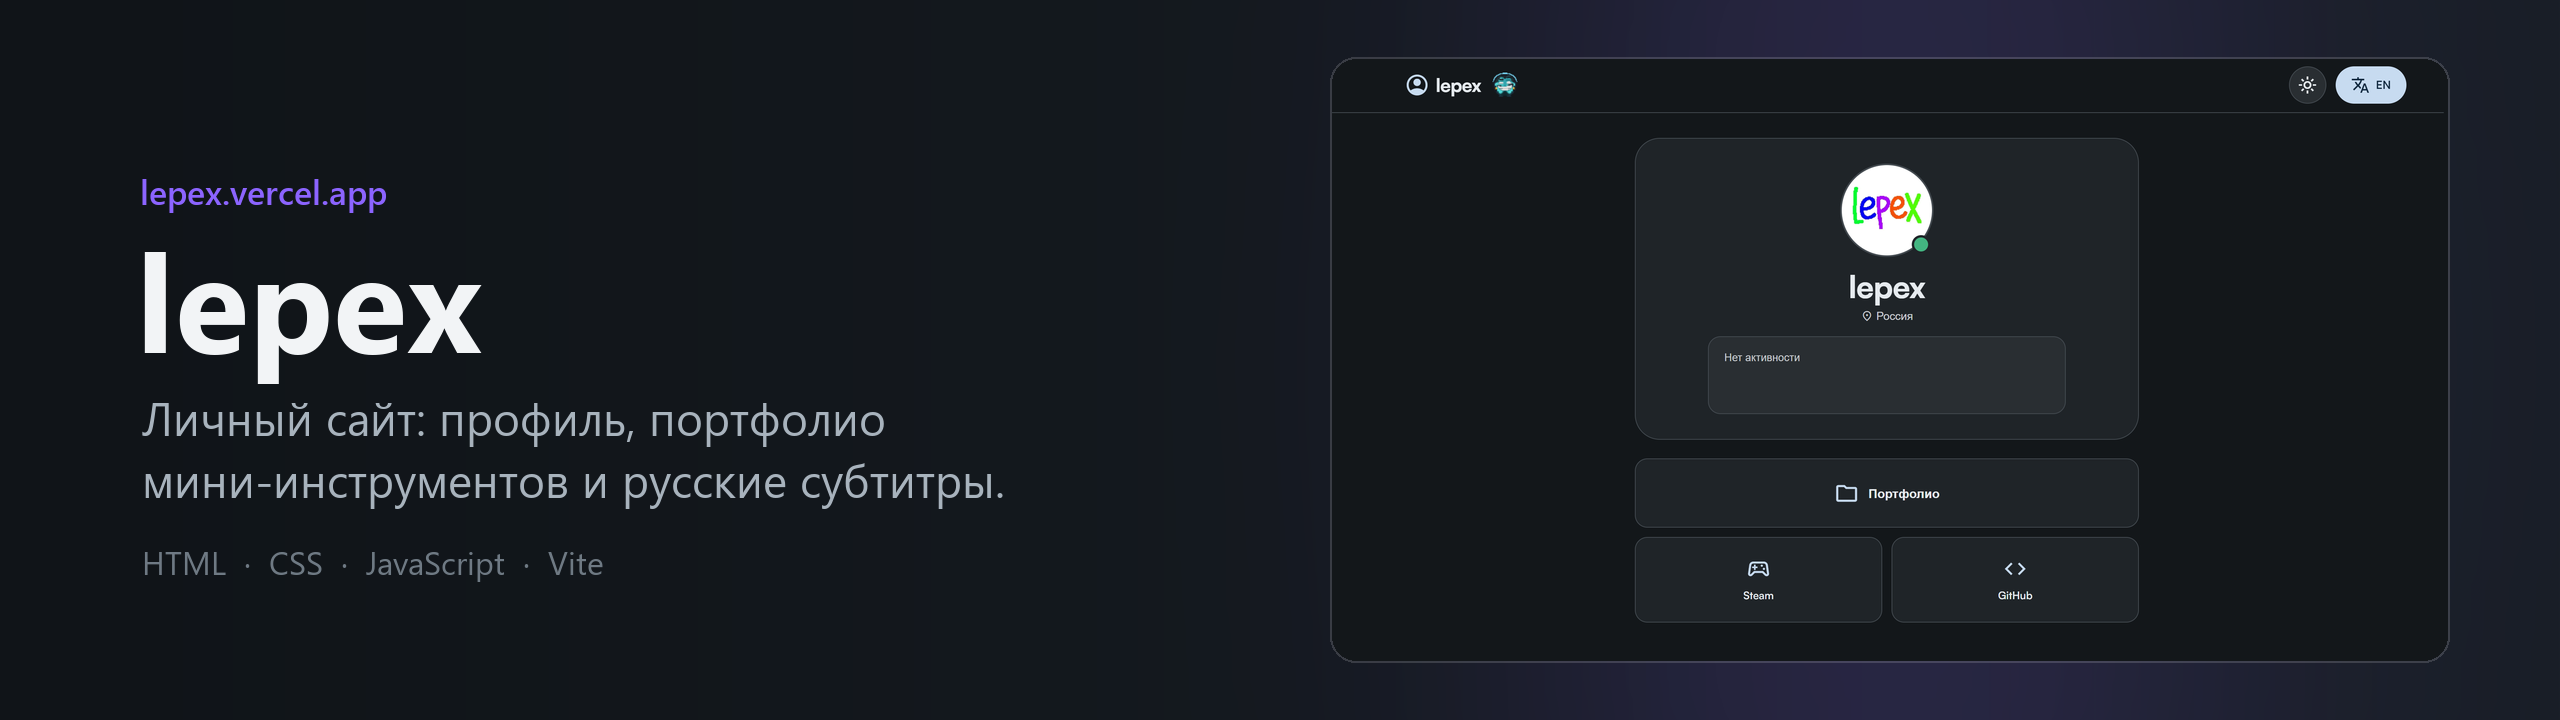 lepex.vercel.app
lepex
Личный сайт: профиль, портфолио
мини-инструментов и русские субтитры.
HTML · CSS · JavaScript · Vite
lepex
EN
Lepex
lepex
Россия
Нет активности
Портфолио
Steam
GitHub